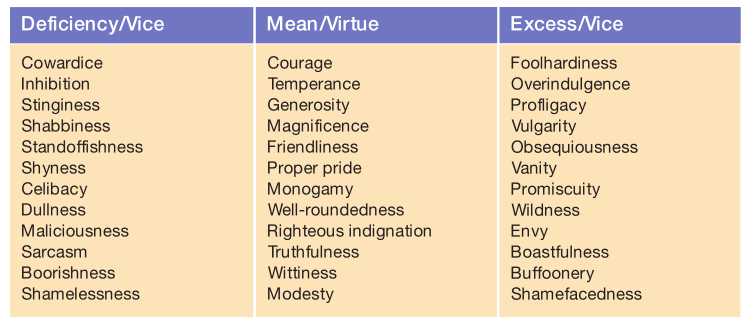 Deficiency/Vice Mean/Virtue Excess/Vice
Cowardice Courage Foolhardiness
Inhibition Temperance Overindulgence
Stinginess Generosity Profligacy
Shabbiness Magnificence Vulgarity
Standoffishness Friendliness Obsequiousness
Shyness Proper pride Vanity
Celibacy Monogamy Promiscuity
Dullness Well-roundedness Wildness
Maliciousness Righteous indignation Envy
Sarcasm Truthfulness Boastfulness
Boorishness Wittiness Buffoonery
Shamelessness Modesty Shamefacedness